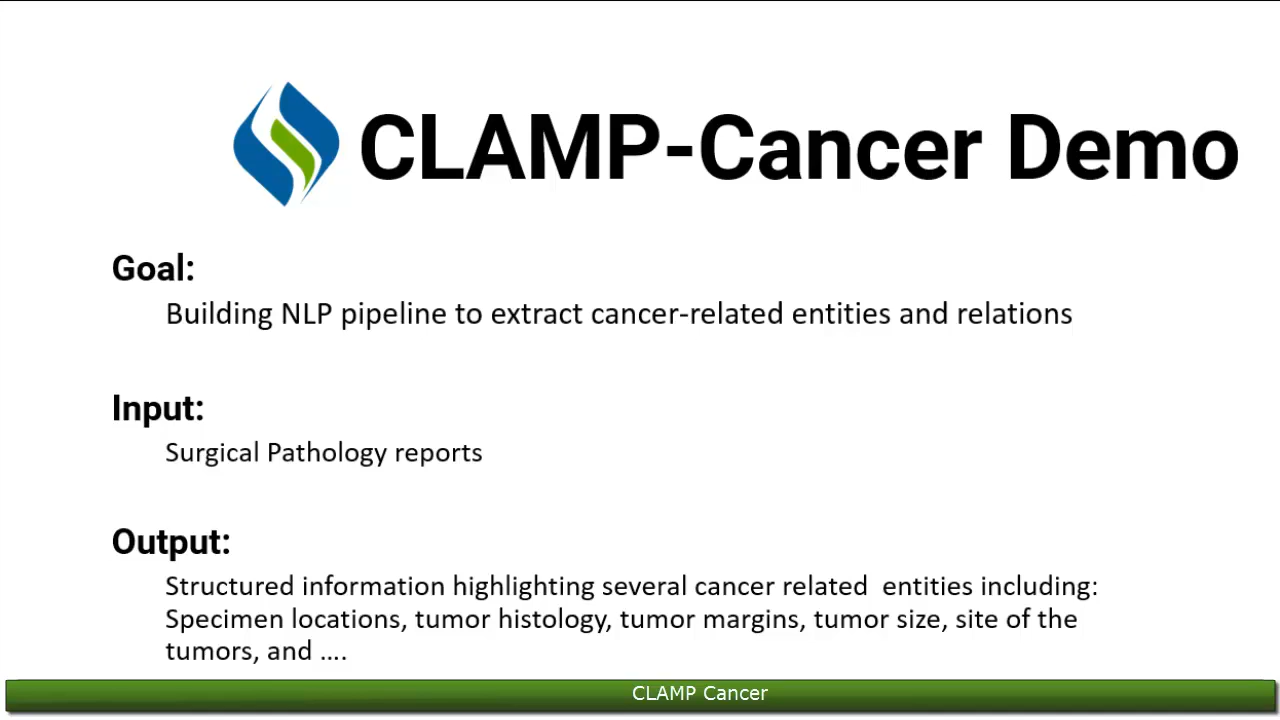 CLAMP-Cancer Demo
Goal:
Building NLP pipeline to extract cancer-related entities and relations
Input:
Surgical Pathology reports
Output:
Structured information highlighting several cancer related  entities including:
Specimen locations, tumor histology, tumor margins, tumor size, site of the
tumors, and ....
CLAMP Cancer